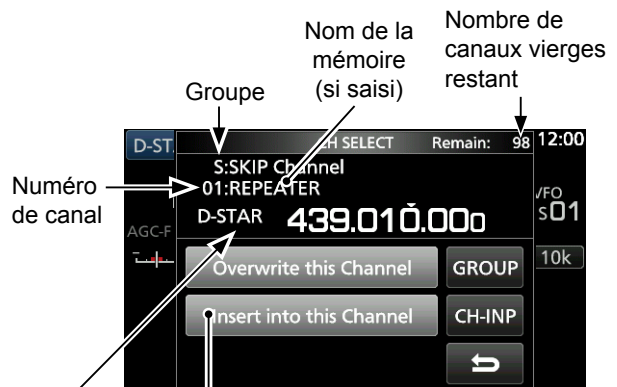 Nom de la
mémoire
(si saisi)
Nombre de
canaux vierges
restant
Groupe
Numéro
de canal
D-ST
H SELECT Remain: 98 12:00
S:SKIP Channel
01:REPEATER
VFO
S01
D-STAR 439.010.000
AGC-F
10k
Overwrite this Channel GROUP
Insert into this Channel CH-INP